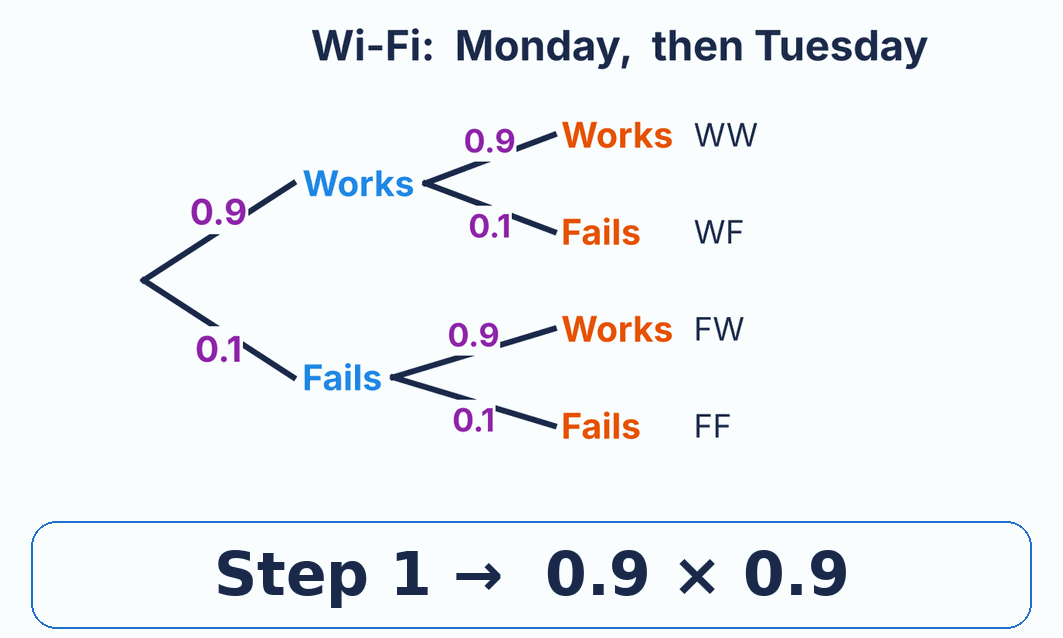 Wi-Fi: Monday, then Tuesday
0.9 Works WW
0.9 Works
0.1 Fails WF
0.9 Works FW
0.1 Fails
0.1 Fails FF
Step 1 → 0.9 × 0.9